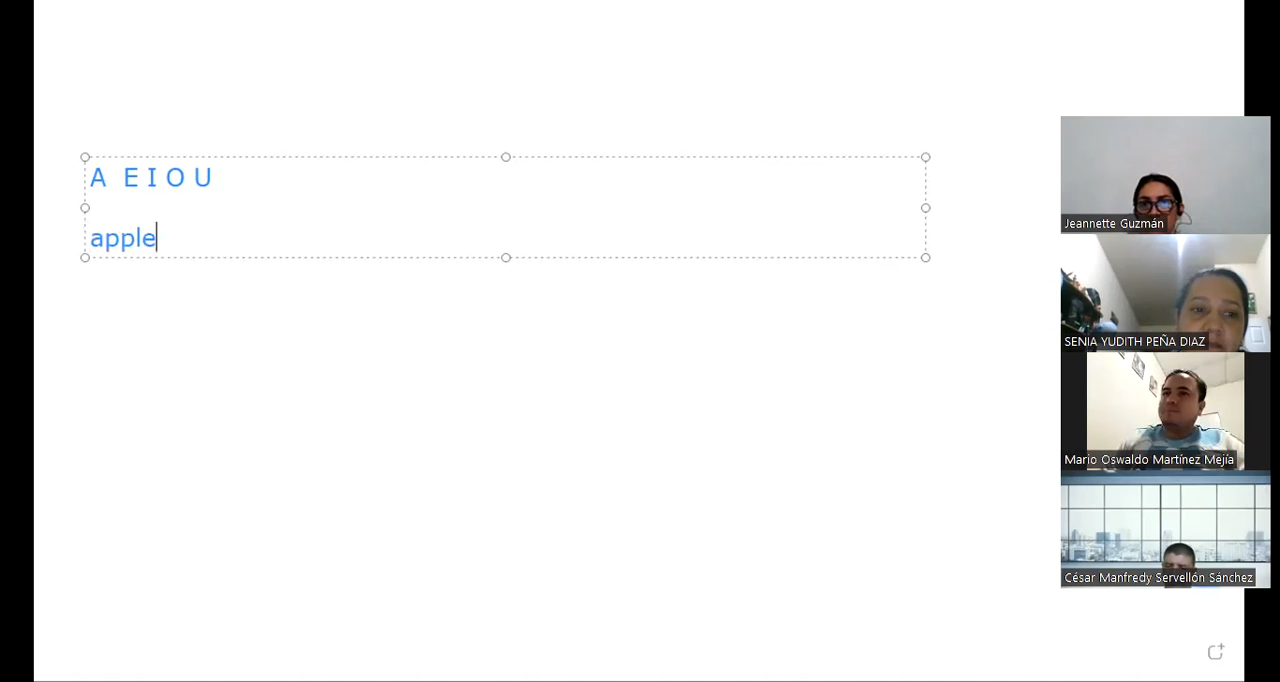 A E I O U
apple
Jeannette Guzmán
SENIA YUDITH PEÑA DIAZ
Mario Oswaldo Martínez Mejía
César Manfredy Servellón Sánchez